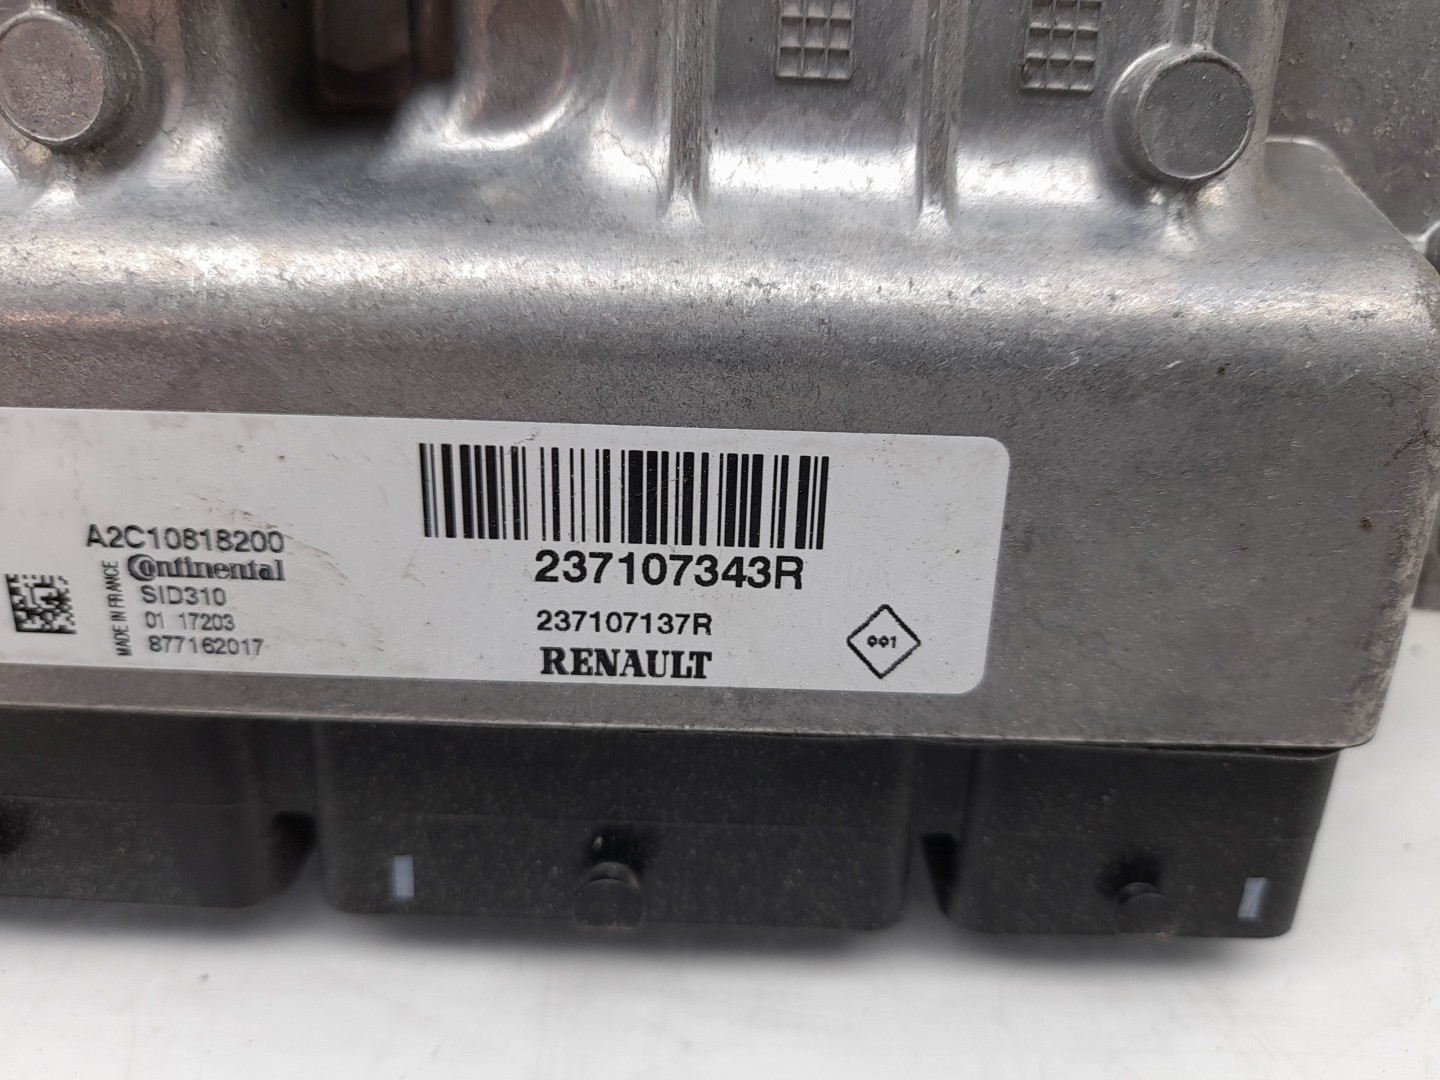 A2C10818200
Continental
SID310
01 17203
877162017
MADE IN FRANCE
237107343R
237107137R
RENAULT
001